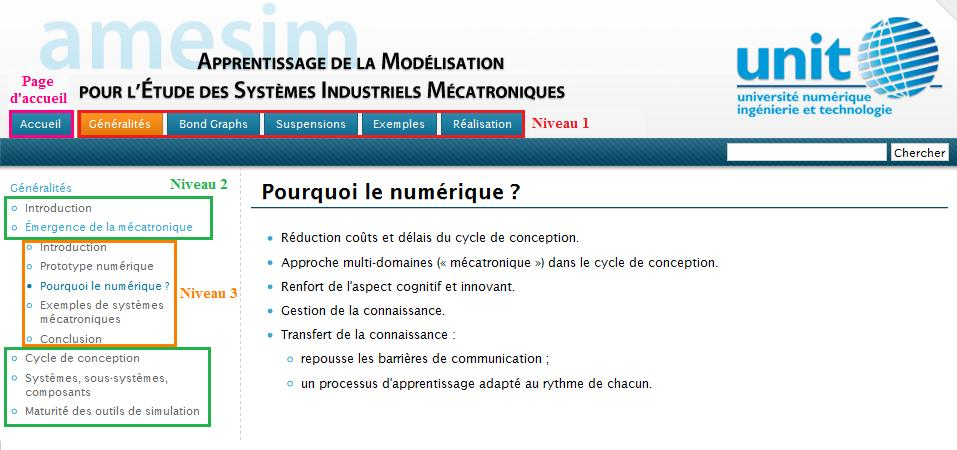 amesim
Apprentissage de la Modélisation
pour l'Étude des Systèmes Industriels Mécatroniques
unit
université numérique
ingénierie et technologie
Page
d'accueil
Accueil
Généralités
Bond Graphs
Suspensions
Exemples
Réalisation
Niveau 1
Chercher
Généralités
Niveau 2
Introduction
Émergence de la mécatronique
Introduction
Prototype numérique
Pourquoi le numérique ?
Niveau 3
Exemples de systèmes
mécatroniques
Conclusion
Cycle de conception
Systèmes, sous-systèmes,
composants
Maturité des outils de simulation
Pourquoi le numérique ?
Réduction coûts et délais du cycle de conception.
Approche multi-domaines (« mécatronique ») dans le cycle de conception.
Renfort de l'aspect cognitif et innovant.
Gestion de la connaissance.
Transfert de la connaissance :
repousse les barrières de communication ;
un processus d'apprentissage adapté au rythme de chacun.